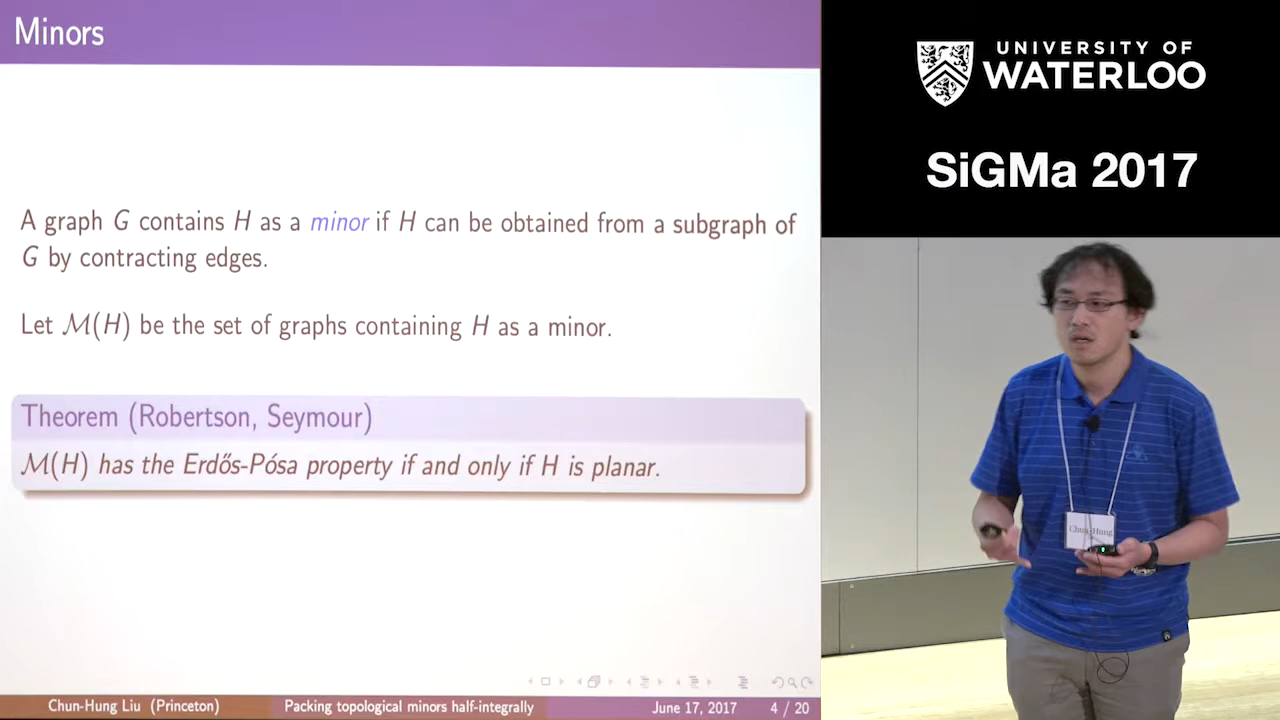 Minors
A graph G contains H as a minor if H can be obtained from a subgraph of
G by contracting edges.
Let M(H) be the set of graphs containing H as a minor.
Theorem (Robertson, Seymour)
M(H) has the Erdős-Pósa property if and only if H is planar.
Chun-Hung Liu (Princeton)
Packing topological minors half-integrally
June 17, 2017
4 / 20
UNIVERSITY OF
WATERLOO
SiGMa 2017
Chun-Hung